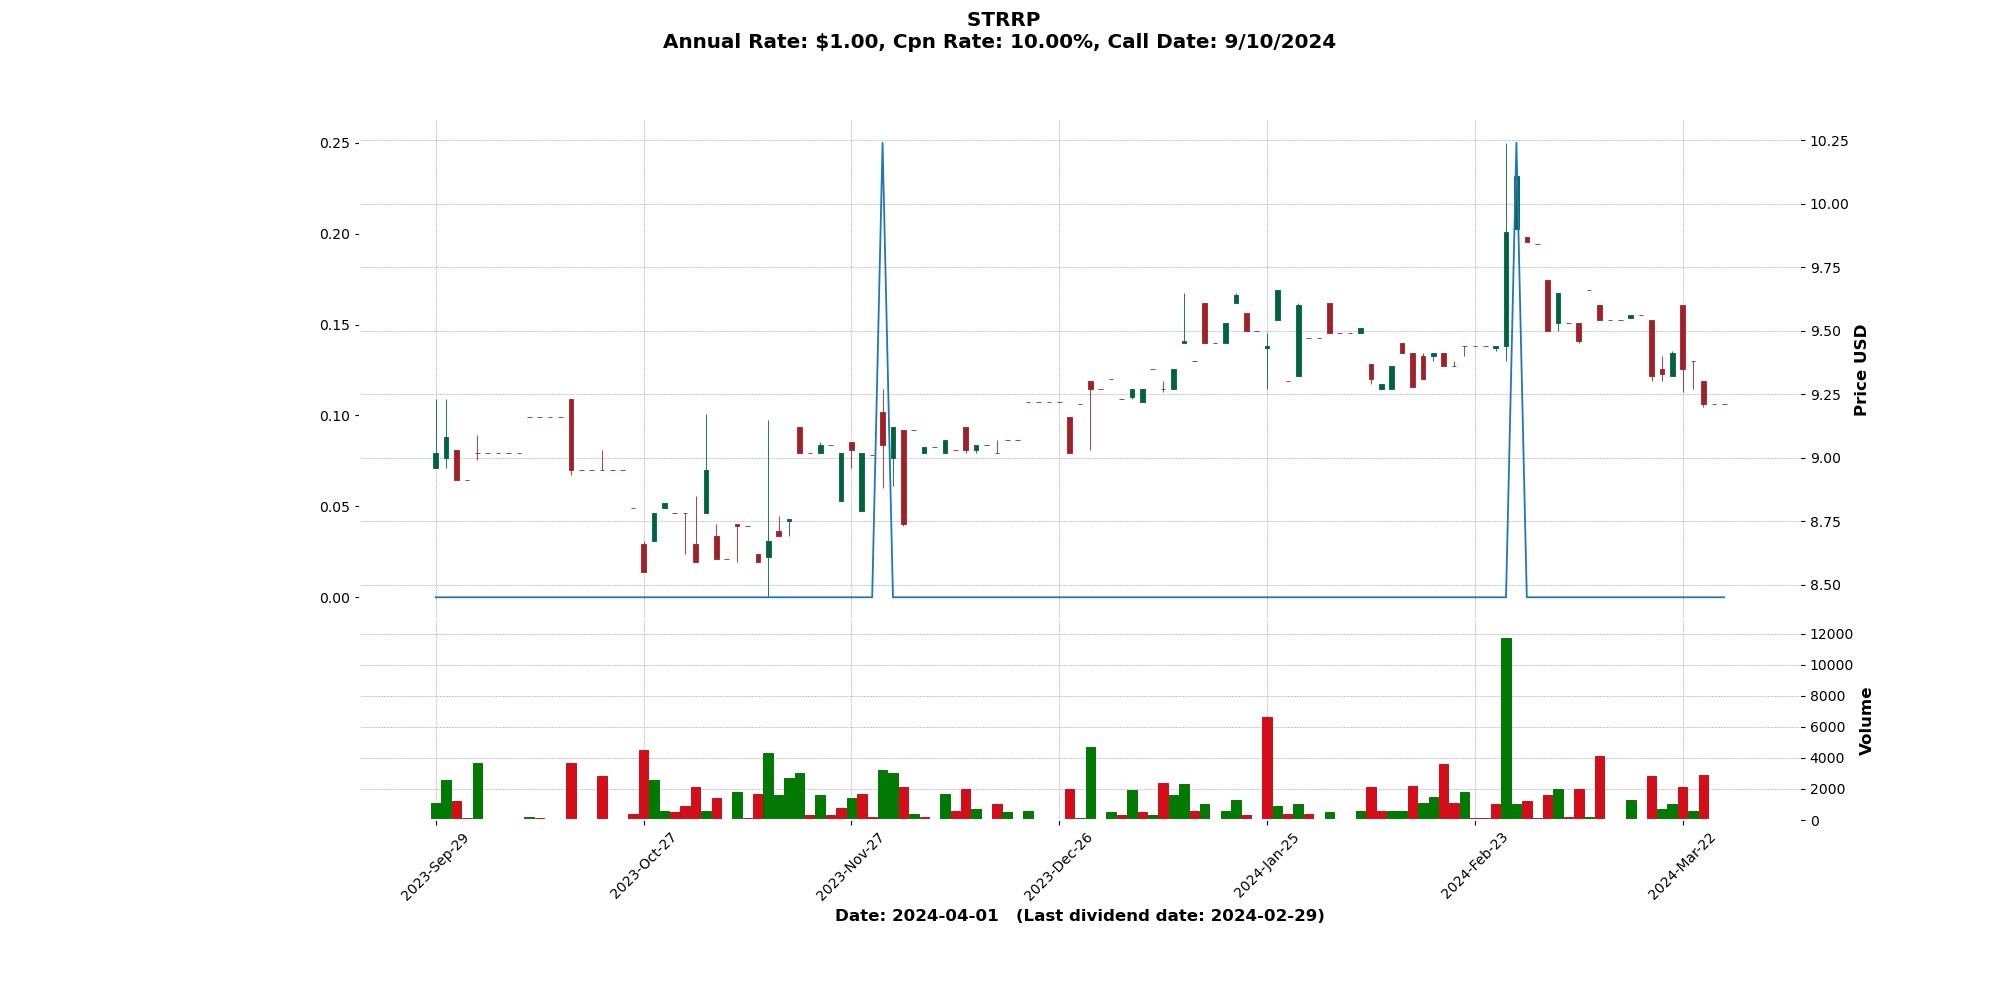 STRRP
Annual Rate: $1.00, Cpn Rate: 10.00%, Call Date: 9/10/2024
0.25
0.20
0.15
0.10
0.05
0.00
10.25
10.00
9.75
9.50
9.25
9.00
8.75
8.50
Price USD
12000
10000
8000
6000
4000
2000
0
Volume
2023-Sep-29
2023-Oct-27
2023-Nov-27
2023-Dec-26
2024-Jan-25
2024-Feb-23
2024-Mar-22
Date: 2024-04-01 (Last dividend date: 2024-02-29)